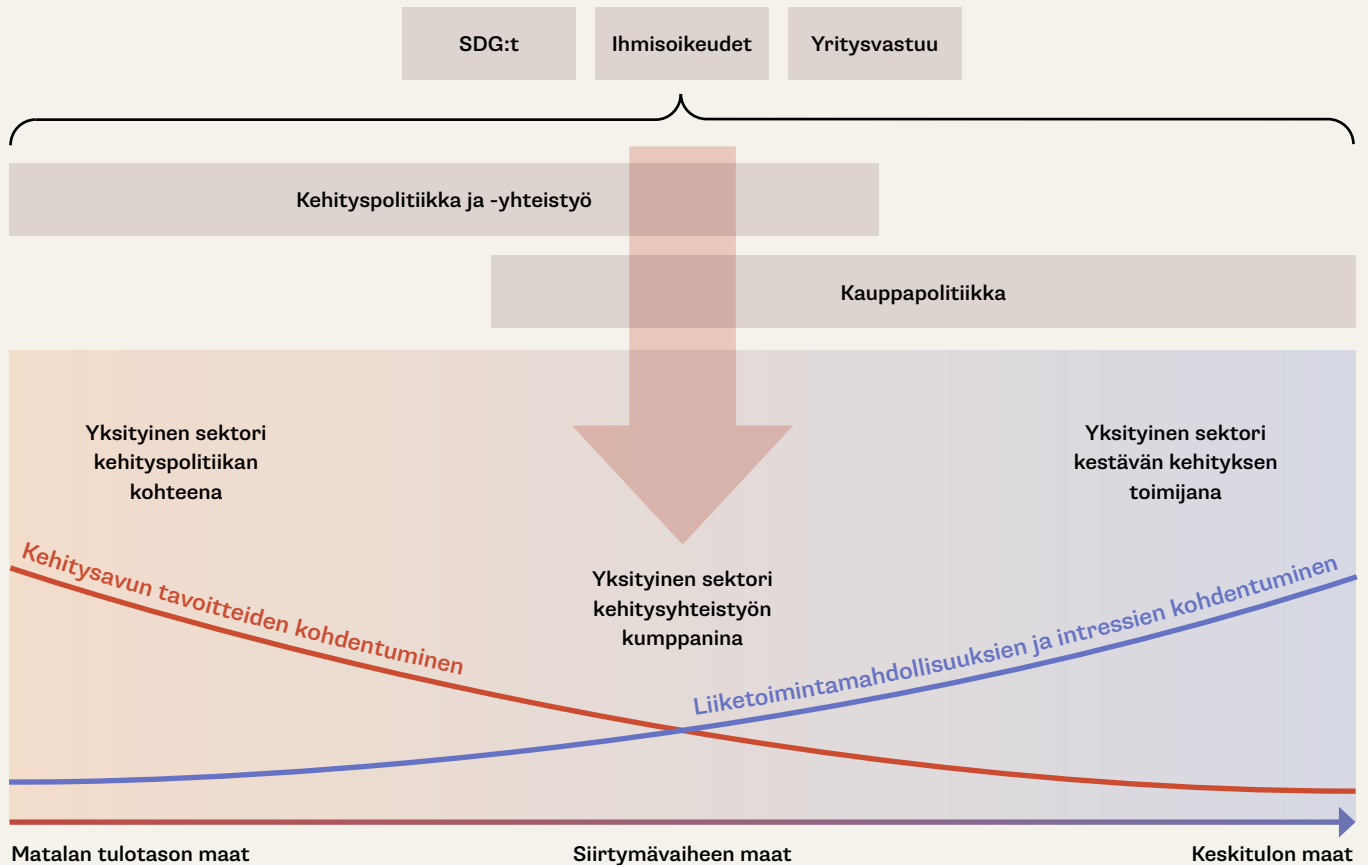 SDG:t
Ihmisoikeudet
Yritysvastuu
Kehityspolitiikka ja -yhteistyö
Kauppapolitiikka
Yksityinen sektori
kehityspolitiikan
kohteena
Yksityinen sektori
kestävän kehityksen
toimijana
Kehitysavun tavoitteiden kohdentuminen
Yksityinen sektori
kehitysyhteistyön
kumppanina
Liiketoimintamahdollisuuksien ja intressien kohdentuminen
Matalan tulotason maat
Siirtymävaiheen maat
Keskitulon maat